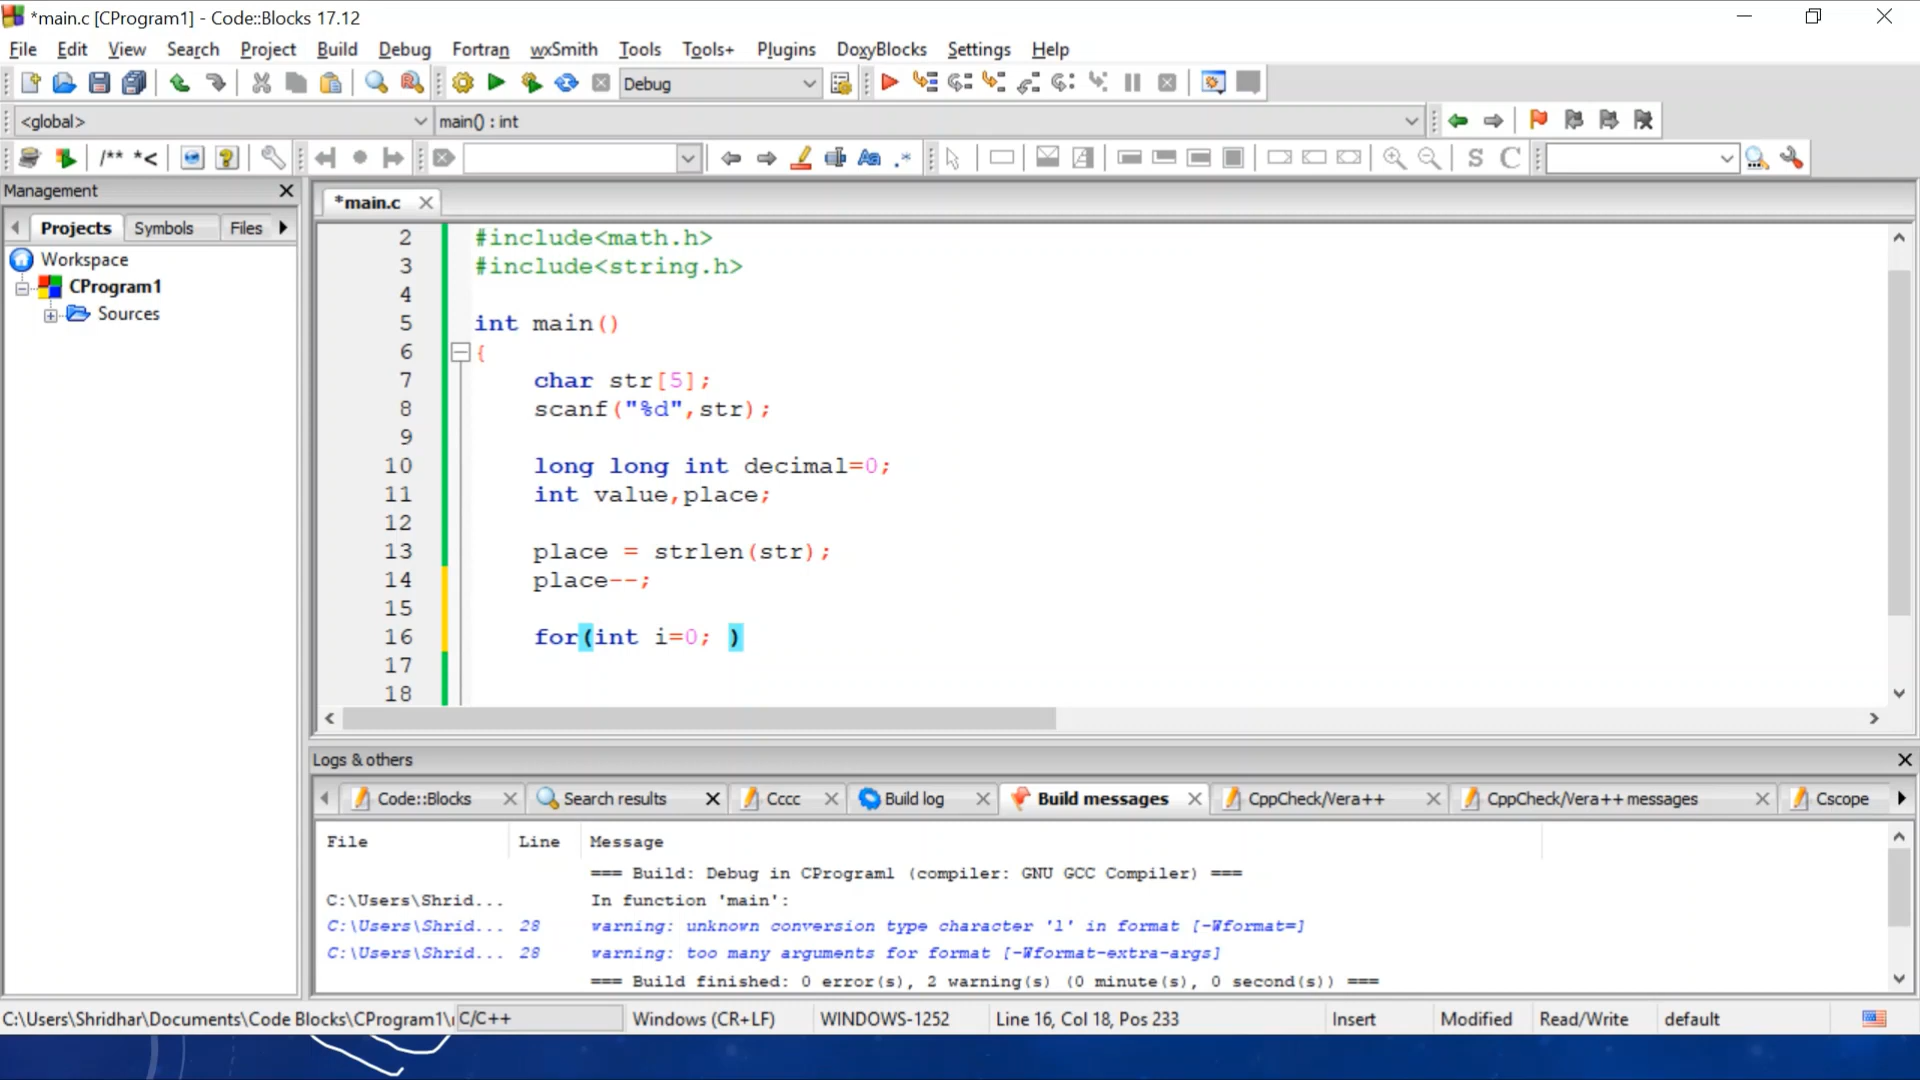 *main.c [CProgram1] - Code::Blocks 17.12
File Edit View Search Project Build Debug Fortran wxSmith Tools Tools+ Plugins DoxyBlocks Settings Help
Debug
<global> main() : int
/** *<
S C
Management
*main.c
Projects Symbols Files
Workspace
CProgram1
Sources
2 #include<math.h>
3 #include<string.h>
4
5 int main()
6 {
7 char str[5];
8 scanf("%d",str);
9
10 long long int decimal=0;
11 int value,place;
12
13 place = strlen(str);
14 place--;
15
16 for(int i=0; )
17
18
Logs & others
Code::Blocks Search results Cccc Build log Build messages CppCheck/Vera++ CppCheck/Vera++ messages Cscope
File Line Message
=== Build: Debug in CProgram1 (compiler: GNU GCC Compiler) ===
C:\Users\Shrid... In function 'main':
C:\Users\Shrid... 28 warning: unknown conversion type character 'l' in format [-Wformat=]
C:\Users\Shrid... 28 warning: too many arguments for format [-Wformat-extra-args]
=== Build finished: 0 error(s), 2 warning(s) (0 minute(s), 0 second(s)) ===
C:\Users\Shridhar\Documents\Code Blocks\CProgram1\ C/C++ Windows (CR+LF) WINDOWS-1252 Line 16, Col 18, Pos 233 Insert Modified Read/Write default